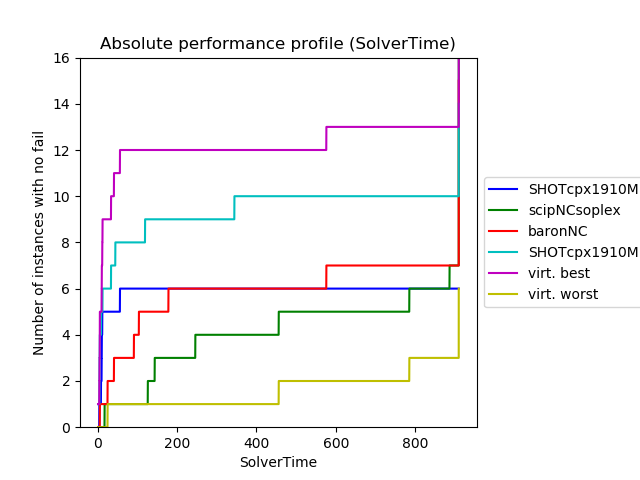 Absolute performance profile (SolverTime)
16
14
12
10
8
6
4
2
0
Number of instances with no fail
0 200 400 600 800
SolverTime
SHOTcpx1910M
scipNCsoplex
baronNC
SHOTcpx1910M
virt. best
virt. worst